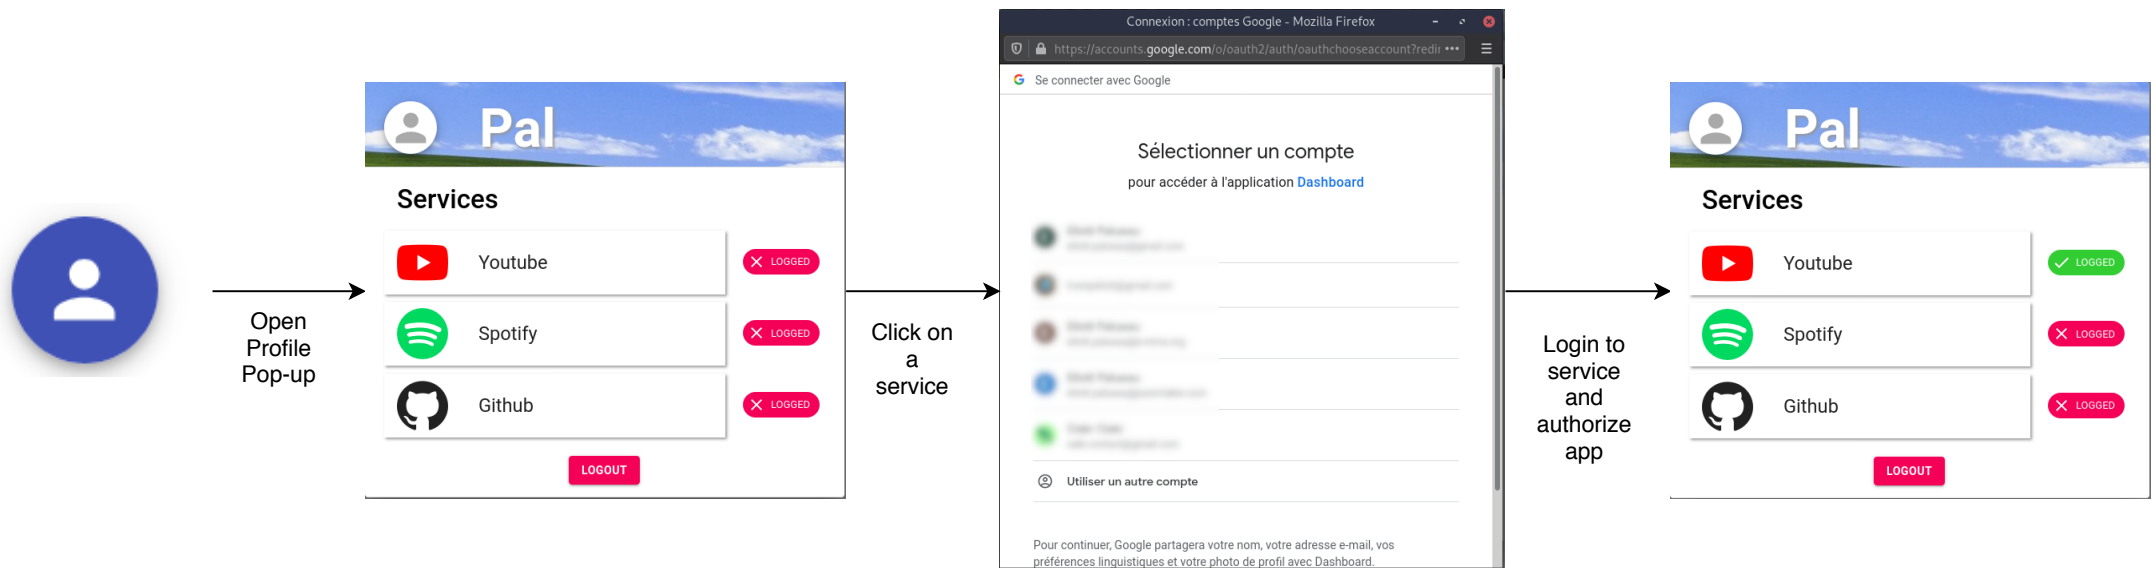 Open
Profile
Pop-up
Pal
Services
Youtube
LOGGED
Spotify
LOGGED
Github
LOGGED
LOGOUT
Click on
a
service
Connexion : comptes Google - Mozilla Firefox
https://accounts.google.com/o/oauth2/auth/oauthchooseaccount?redir
Se connecter avec Google
Sélectionner un compte
pour accéder à l'application Dashboard
Utiliser un autre compte
Pour continuer, Google partagera votre nom, votre adresse e-mail, vos
préférences linguistiques et votre photo de profil avec Dashboard.
Login to
service
and
authorize
app
Pal
Services
Youtube
LOGGED
Spotify
LOGGED
Github
LOGGED
LOGOUT